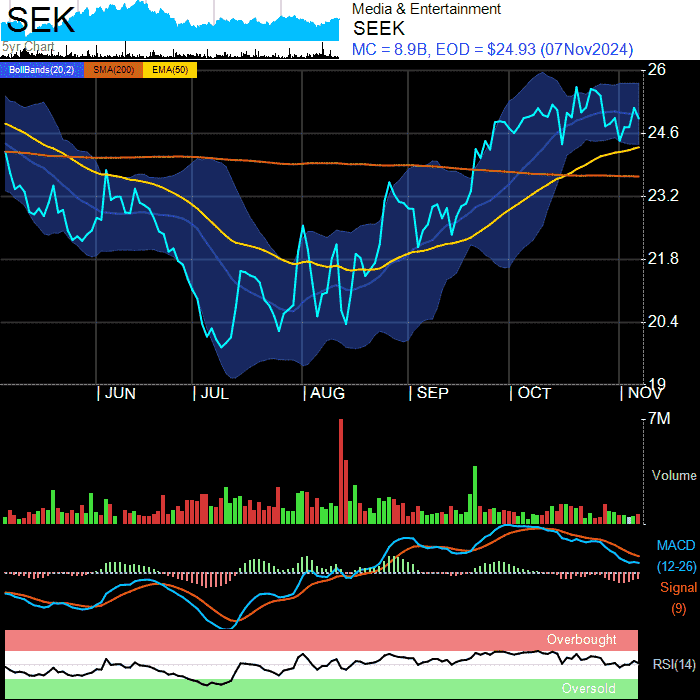 SEK
5yr Chart
Media & Entertainment
SEEK
MC = 8.9B, EOD = $24.93 (07Nov2024)
BollBands(20,2) SMA(200) EMA(50)
26
24.6
23.2
21.8
20.4
19
JUN JUL AUG SEP OCT NOV
7M
Volume
MACD
(12-26)
Signal
(9)
Overbought
RSI(14)
Oversold